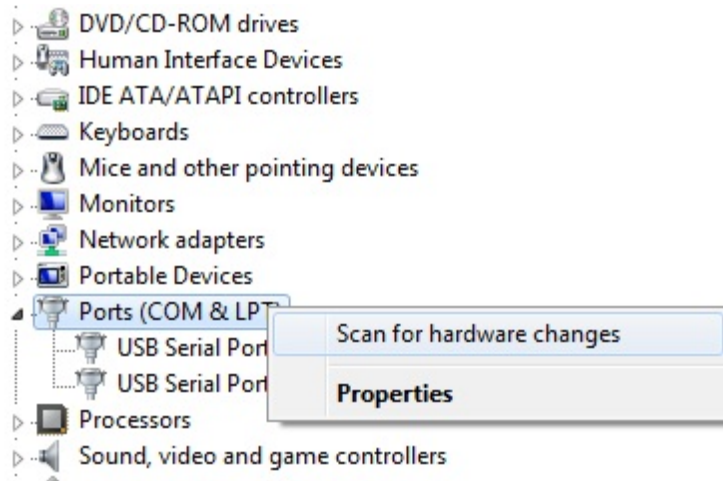 DVD/CD-ROM drives
Human Interface Devices
IDE ATA/ATAPI controllers
Keyboards
Mice and other pointing devices
Monitors
Network adapters
Portable Devices
Ports (COM & LPT)
Scan for hardware changes
USB Serial Port
USB Serial Port
Properties
Processors
Sound, video and game controllers